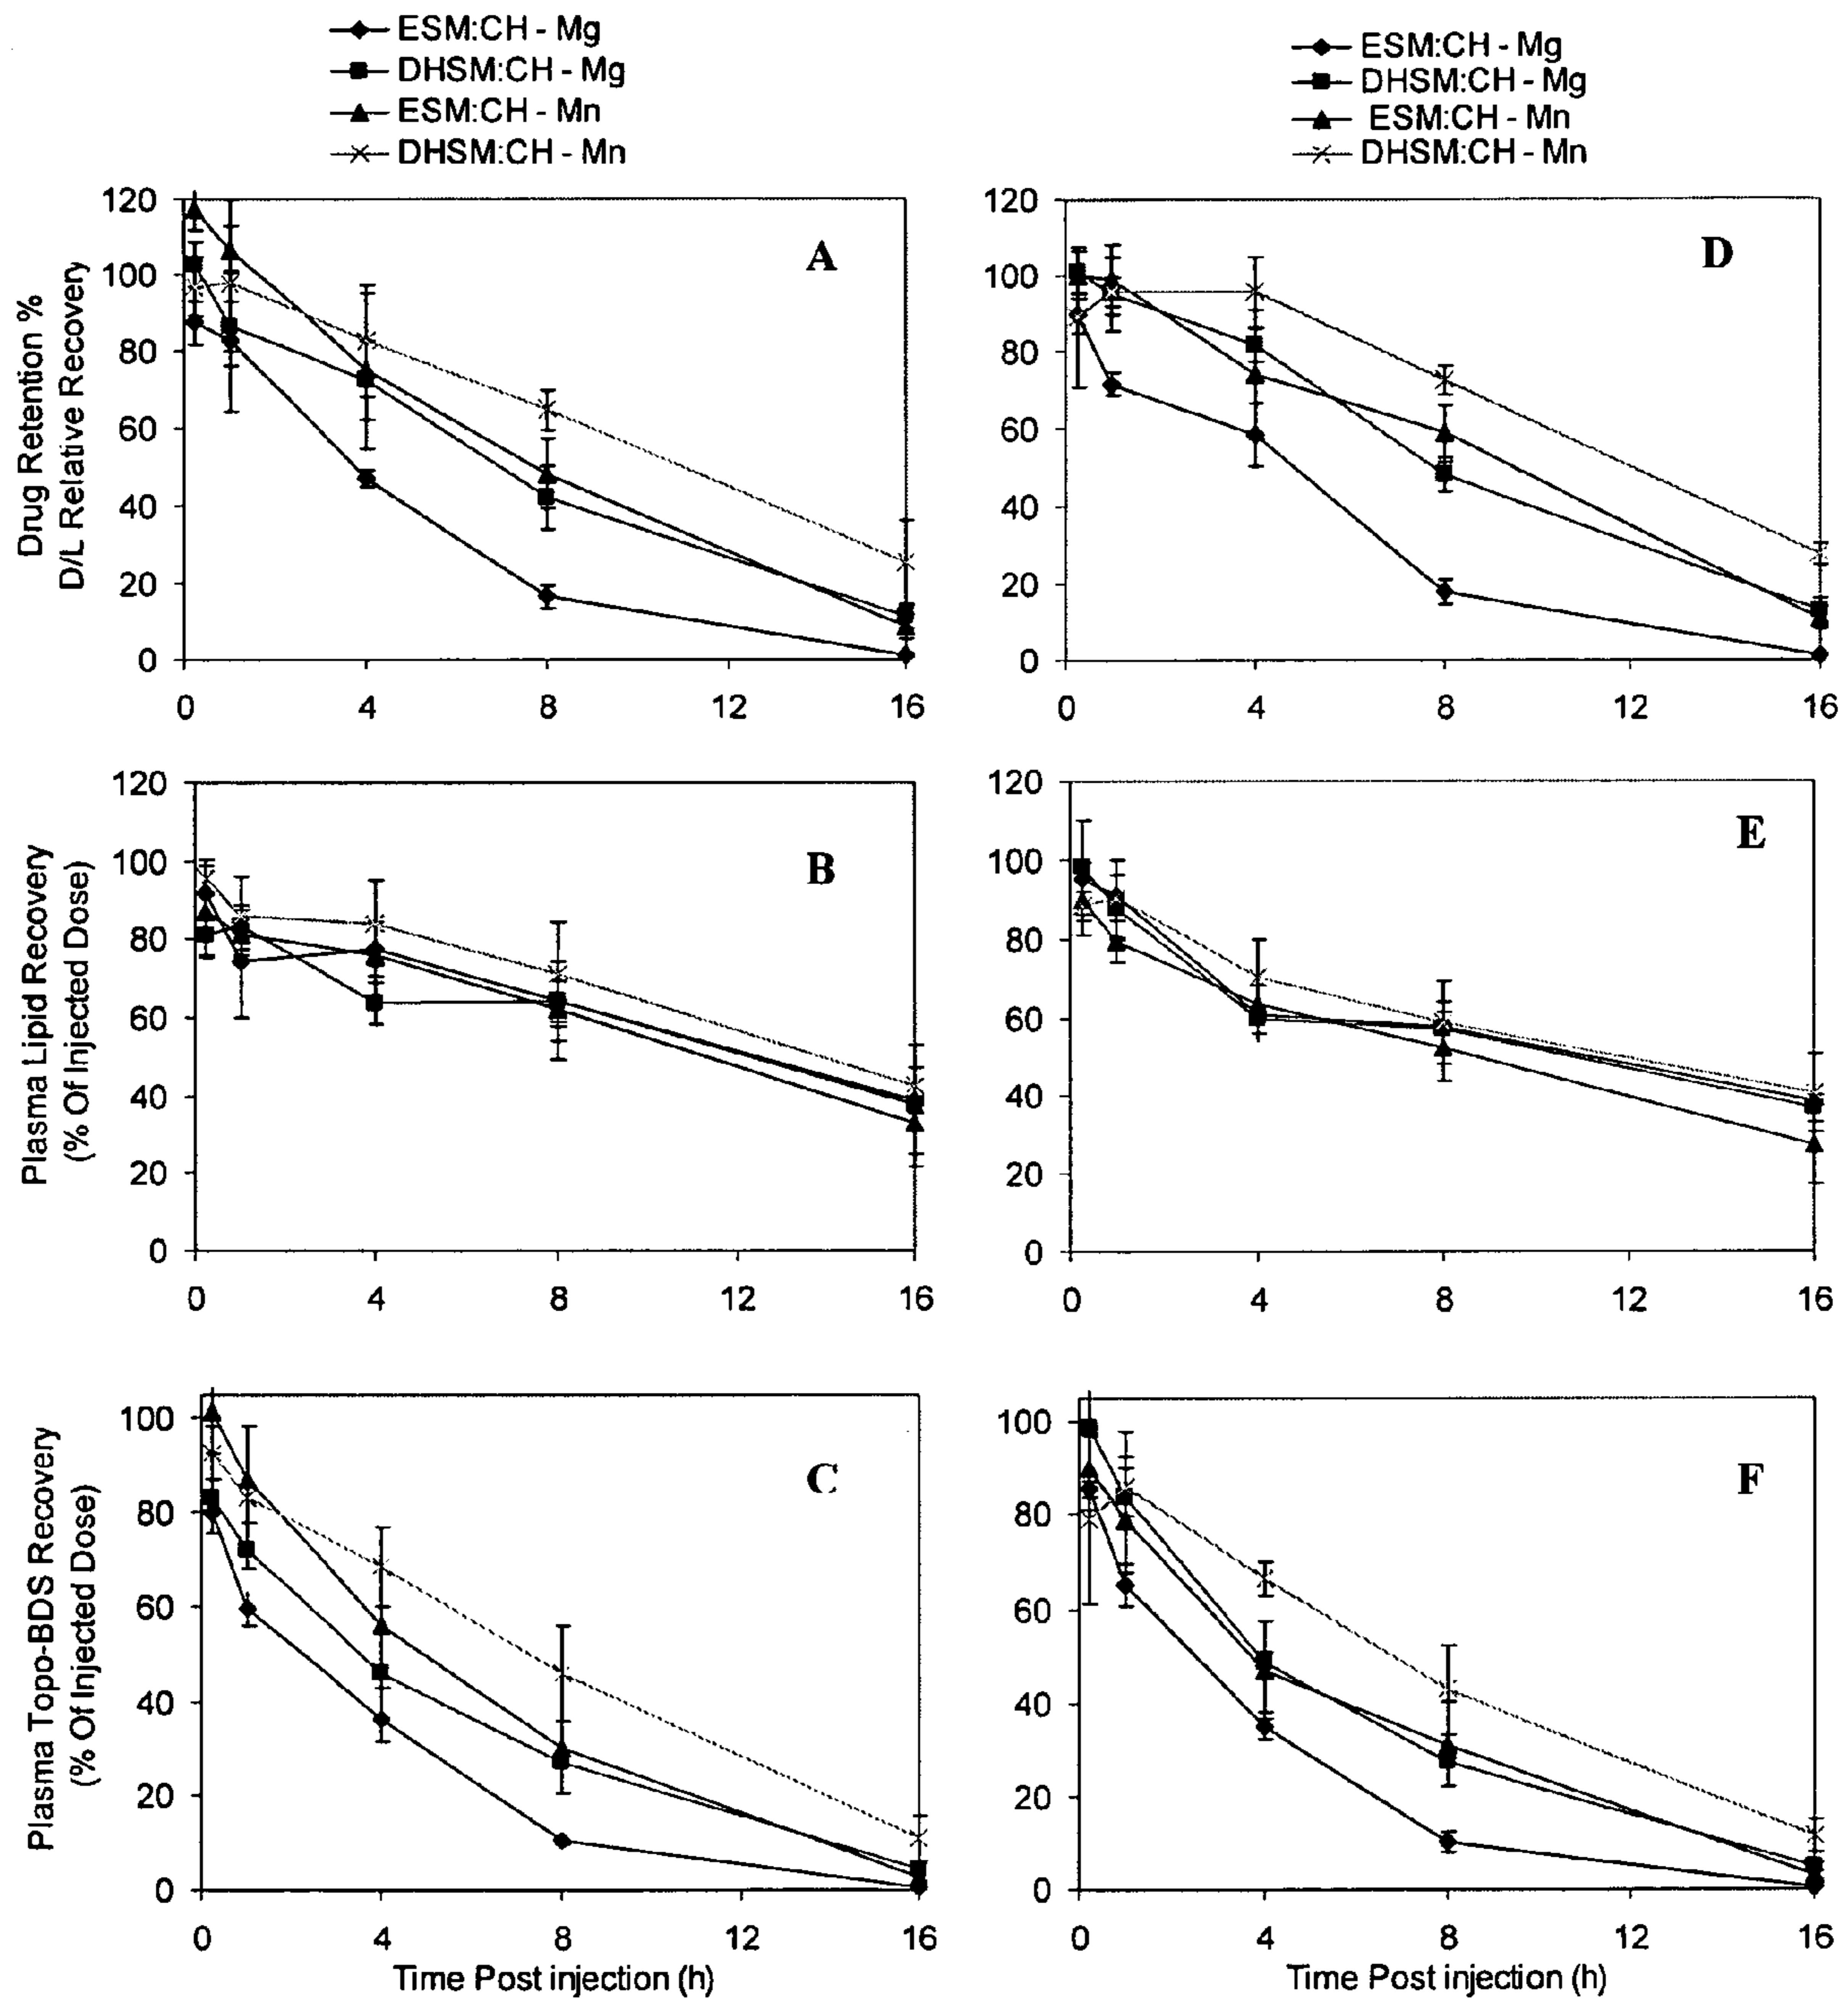 ESM:CH - Mg
DHSM:CH - Mg
ESM:CH - Mn
DHSM:CH - Mn
ESM:CH - Mg
DHSM:CH - Mg
ESM:CH - Mn
DHSM:CH - Mn
Drug Retention %
D/L Relative Recovery
120
100
80
60
40
20
0
A
0 4 8 12 16
120
100
80
60
40
20
0
D
0 4 8 12 16
Plasma Lipid Recovery
(% Of Injected Dose)
120
100
80
60
40
20
0
B
0 4 8 12 16
120
100
80
60
40
20
0
E
0 4 8 12 16
Plasma Topo-BDS Recovery
(% Of Injected Dose)
100
80
60
40
20
0
C
0 4 8 12 16
Time Post injection (h)
100
80
60
40
20
0
F
0 4 8 12 16
Time Post injection (h)